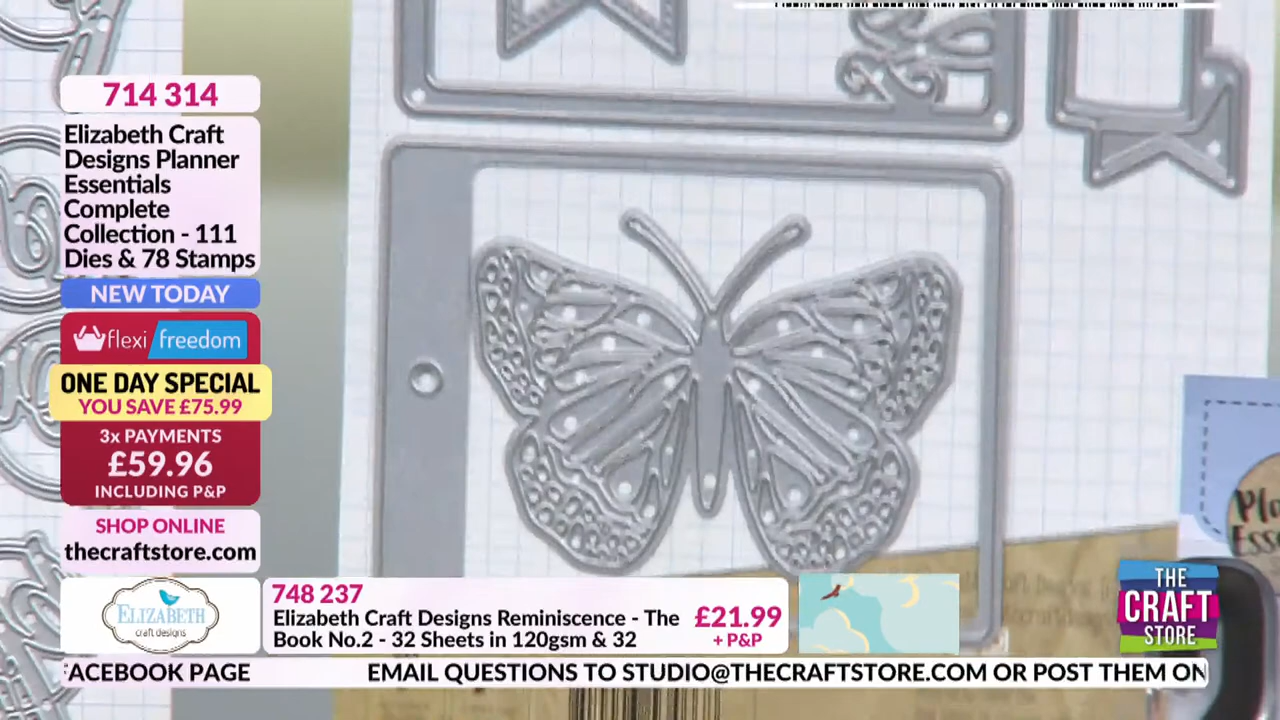 714 314
Elizabeth Craft
Designs Planner
Essentials
Complete
Collection - 111
Dies & 78 Stamps
NEW TODAY
flexi freedom
ONE DAY SPECIAL
YOU SAVE £75.99
3x PAYMENTS
£59.96
INCLUDING P&P
SHOP ONLINE
thecraftstore.com
ELIZABETH
craft designs
748 237
Elizabeth Craft Designs Reminiscence - The
Book No.2 - 32 Sheets in 120gsm & 32
£21.99
+ P&P
THE
CRAFT
STORE
FACEBOOK PAGE EMAIL QUESTIONS TO STUDIO@THECRAFTSTORE.COM OR POST THEM ON